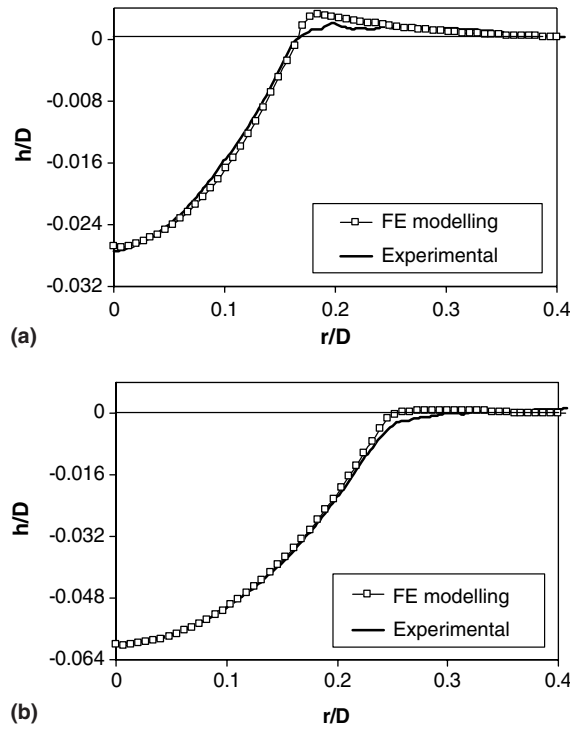 0
-0.008
-0.016
-0.024
-0.032
h/D
FE modelling
Experimental
0 0.1 0.2 0.3 0.4
(a)
r/D
0
-0.016
-0.032
-0.048
-0.064
h/D
FE modelling
Experimental
0 0.1 0.2 0.3 0.4
(b)
r/D